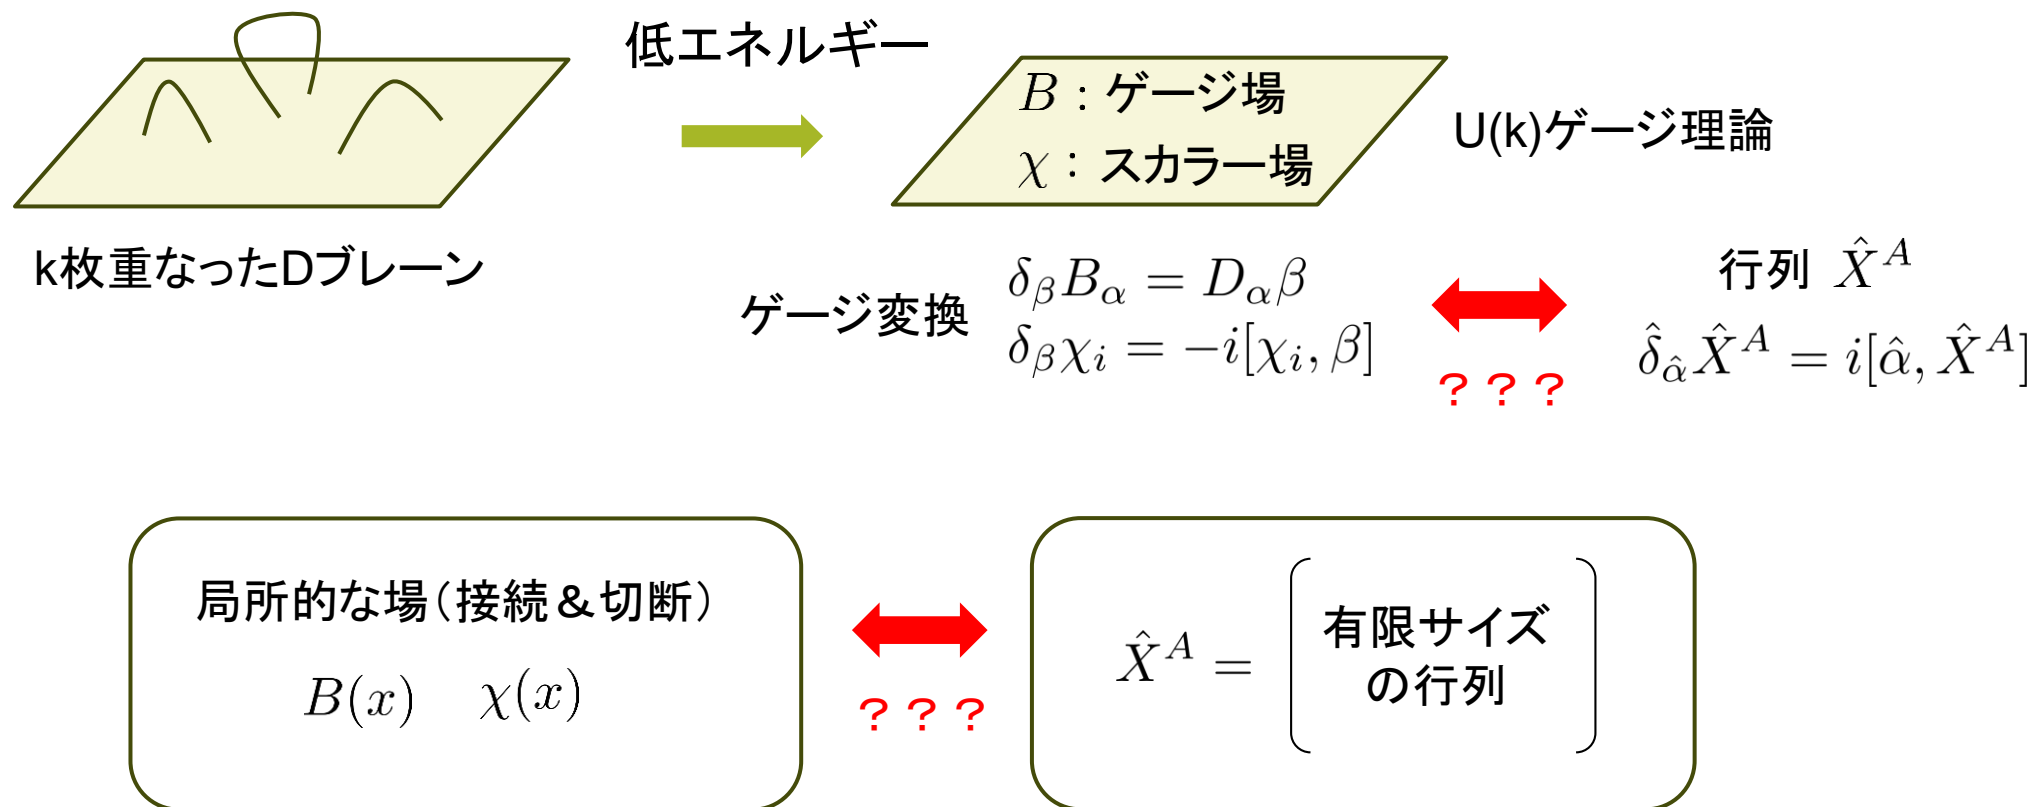 低エネルギー
B : ゲージ場
χ : スカラー場
U(k)ゲージ理論
k枚重なったDブレーン
ゲージ変換
δ_β B_α = D_α β
δ_β χ_i = −i[χ_i, β]
？？？
行列 X̂^A
δ̂_α̂ X̂^A = i[α̂, X̂^A]
局所的な場（接続＆切断）
B(x) χ(x)
？？？
X̂^A =
有限サイズ
の行列